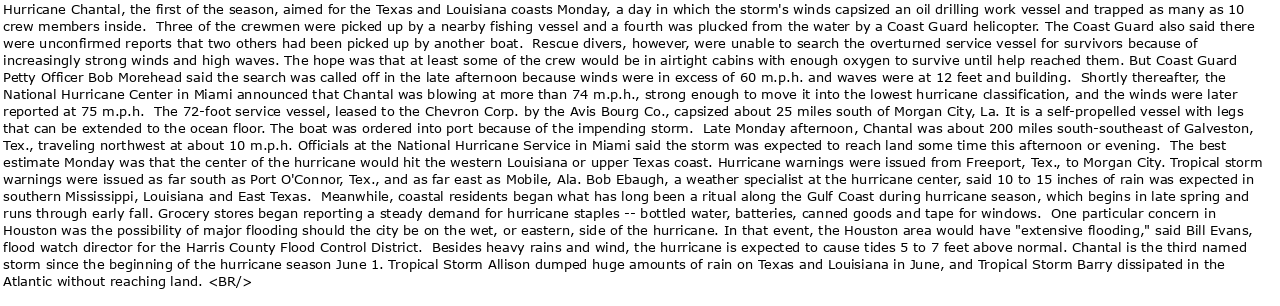 Hurricane Chantal, the first of the season, aimed for the Texas and Louisiana coasts Monday, a day in which the storm's winds capsized an oil drilling work vessel and trapped as many as 10
crew members inside.  Three of the crewmen were picked up by a nearby fishing vessel and a fourth was plucked from the water by a Coast Guard helicopter. The Coast Guard also said there
were unconfirmed reports that two others had been picked up by another boat.  Rescue divers, however, were unable to search the overturned service vessel for survivors because of
increasingly strong winds and high waves. The hope was that at least some of the crew would be in airtight cabins with enough oxygen to survive until help reached them. But Coast Guard
Petty Officer Bob Morehead said the search was called off in the late afternoon because winds were in excess of 60 m.p.h. and waves were at 12 feet and building.  Shortly thereafter, the
National Hurricane Center in Miami announced that Chantal was blowing at more than 74 m.p.h., strong enough to move it into the lowest hurricane classification, and the winds were later
reported at 75 m.p.h.  The 72-foot service vessel, leased to the Chevron Corp. by the Avis Bourg Co., capsized about 25 miles south of Morgan City, La. It is a self-propelled vessel with legs
that can be extended to the ocean floor. The boat was ordered into port because of the impending storm.  Late Monday afternoon, Chantal was about 200 miles south-southeast of Galveston,
Tex., traveling northwest at about 10 m.p.h. Officials at the National Hurricane Service in Miami said the storm was expected to reach land some time this afternoon or evening.  The best
estimate Monday was that the center of the hurricane would hit the western Louisiana or upper Texas coast. Hurricane warnings were issued from Freeport, Tex., to Morgan City. Tropical storm
warnings were issued as far south as Port O'Connor, Tex., and as far east as Mobile, Ala. Bob Ebaugh, a weather specialist at the hurricane center, said 10 to 15 inches of rain was expected in
southern Mississippi, Louisiana and East Texas.  Meanwhile, coastal residents began what has long been a ritual along the Gulf Coast during hurricane season, which begins in late spring and
runs through early fall. Grocery stores began reporting a steady demand for hurricane staples -- bottled water, batteries, canned goods and tape for windows.  One particular concern in
Houston was the possibility of major flooding should the city be on the wet, or eastern, side of the hurricane. In that event, the Houston area would have "extensive flooding," said Bill Evans,
flood watch director for the Harris County Flood Control District.  Besides heavy rains and wind, the hurricane is expected to cause tides 5 to 7 feet above normal. Chantal is the third named
storm since the beginning of the hurricane season June 1. Tropical Storm Allison dumped huge amounts of rain on Texas and Louisiana in June, and Tropical Storm Barry dissipated in the
Atlantic without reaching land. <BR/>